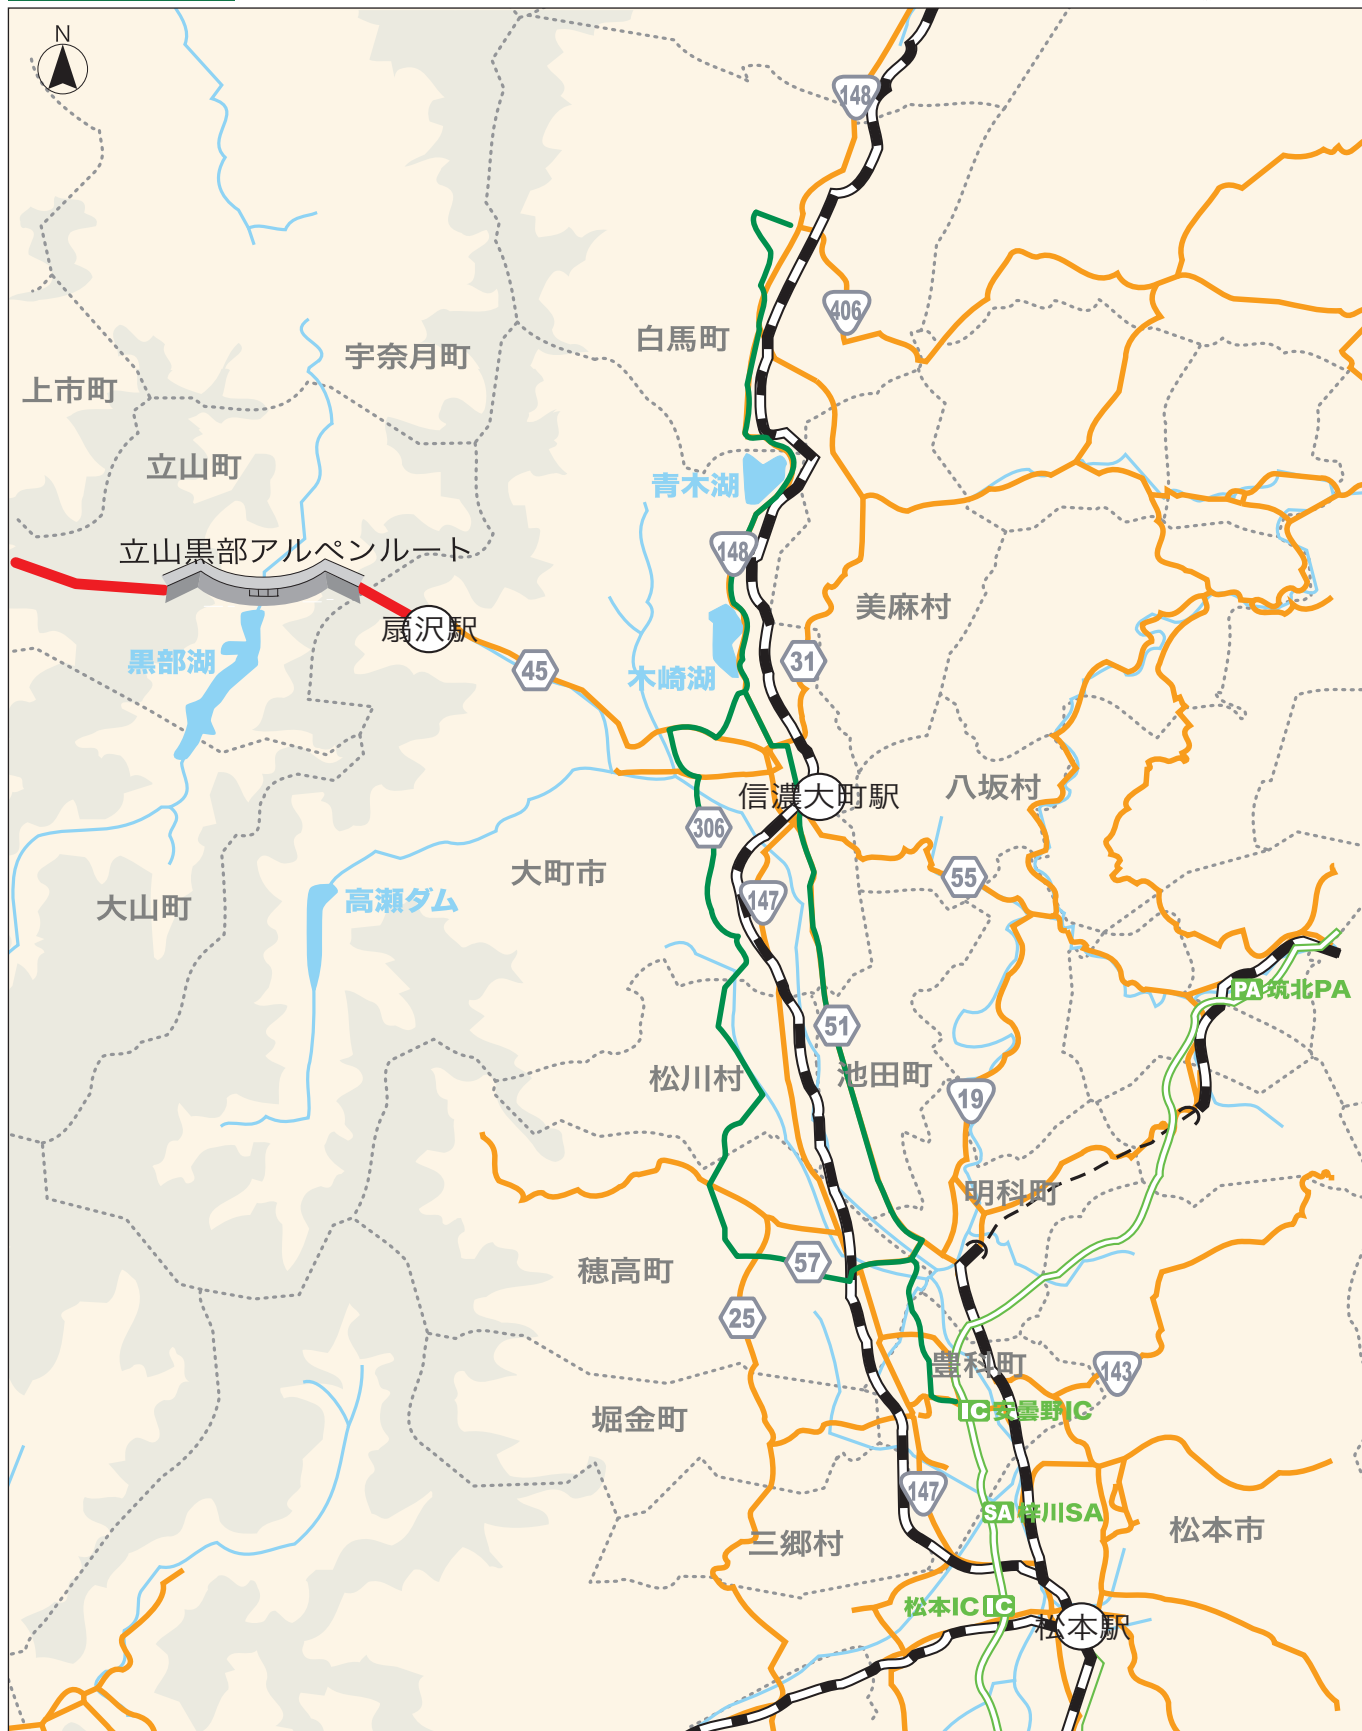 N
148
406
白馬町
宇奈月町
上市町
立山町
青木湖
立山黒部アルペンルート
148
美麻村
扇沢駅
黒部湖
45
木崎湖
31
信濃大町駅
八坂村
306
大町市
55
147
高瀬ダム
大山町
PA 筑北PA
51
松川村
池田町
19
明科町
57
穂高町
25
豊科町
143
IC 安曇野IC
堀金町
147
SA 梓川SA
三郷村
松本市
松本IC IC
松本駅